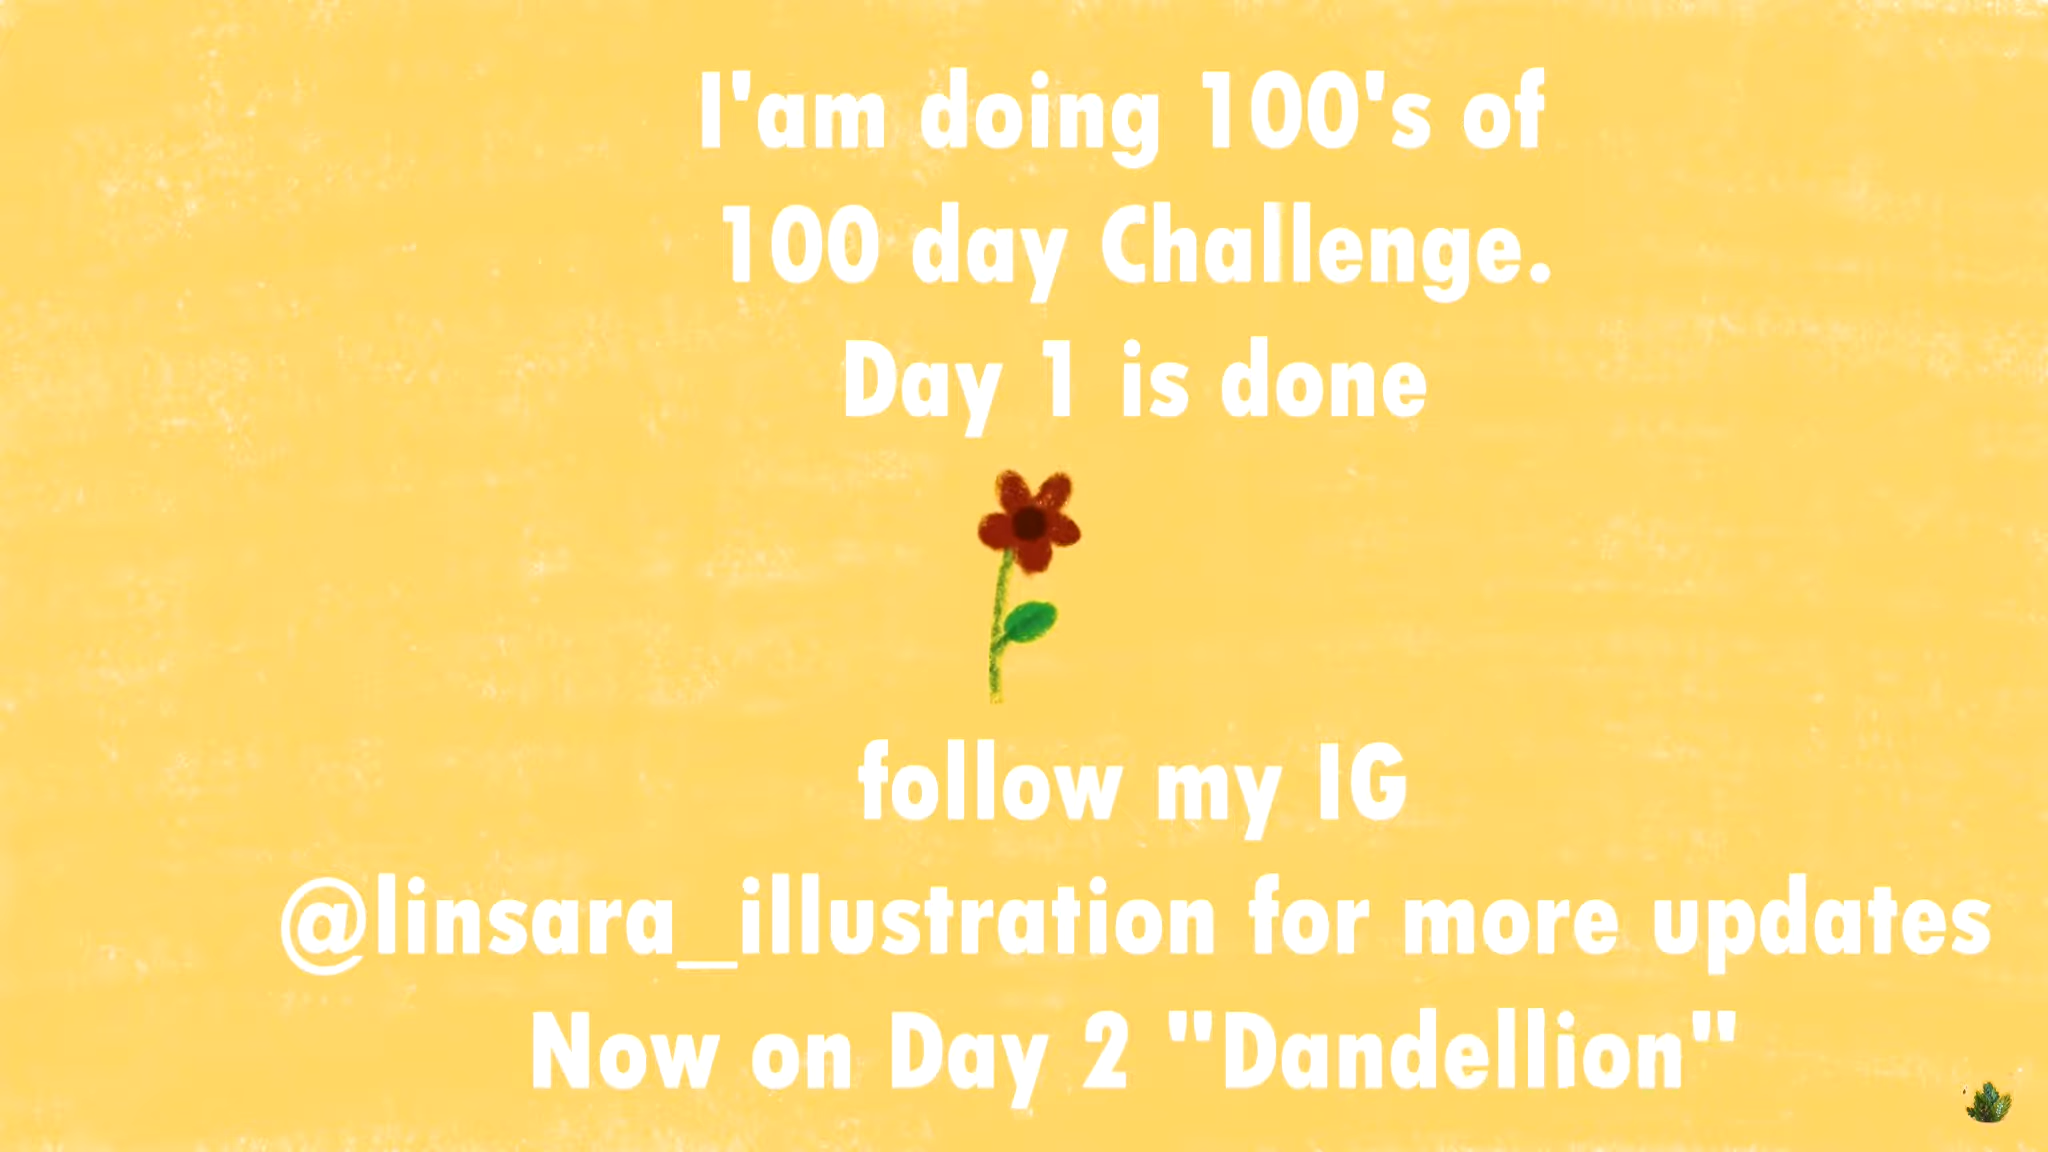 I'am doing 100's of
100 day Challenge.
Day 1 is done
follow my IG
@linsara_illustration for more updates
Now on Day 2 "Dandellion"